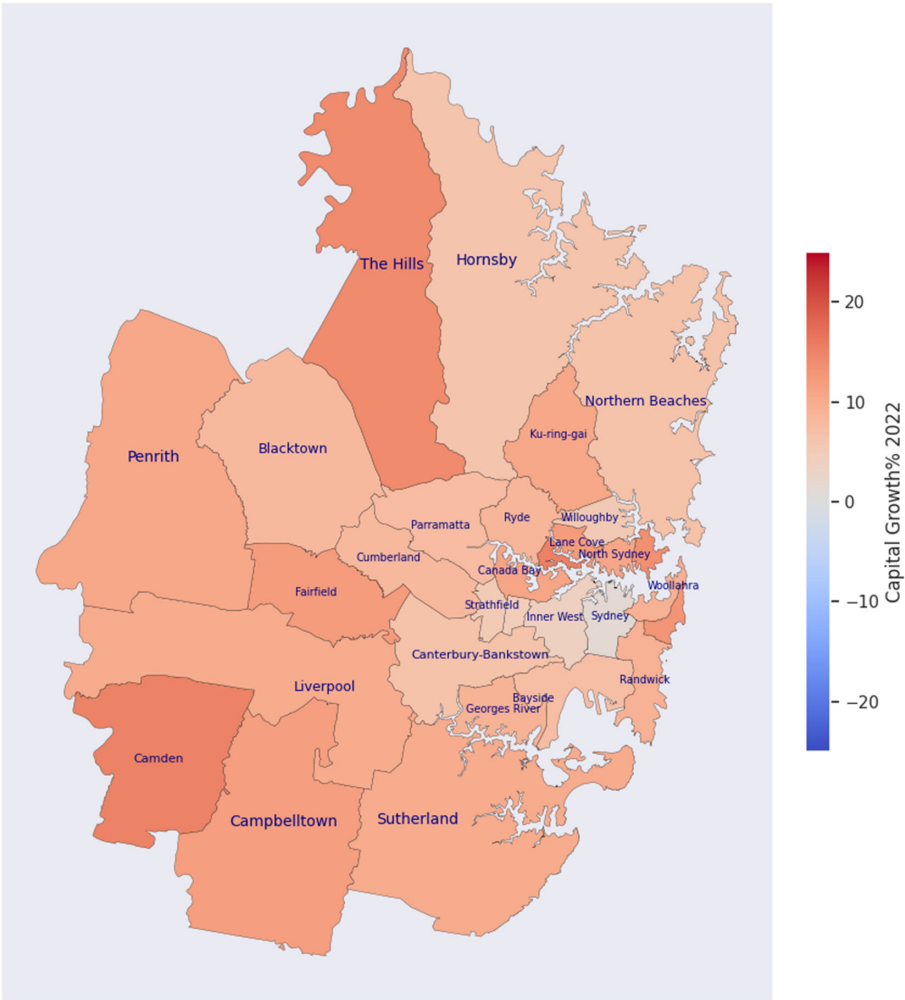 The Hills
Hornsby
Northern Beaches
Ku-ring-gai
Penrith
Blacktown
Parramatta
Ryde
Willoughby
Lane Cove
North Sydney
Cumberland
Canada Bay
Woollahra
Fairfield
Strathfield
Inner West
Sydney
Canterbury-Bankstown
Randwick
Liverpool
Bayside
Georges River
Camden
Campbelltown
Sutherland
20
10
0
−10
−20
Capital Growth% 2022